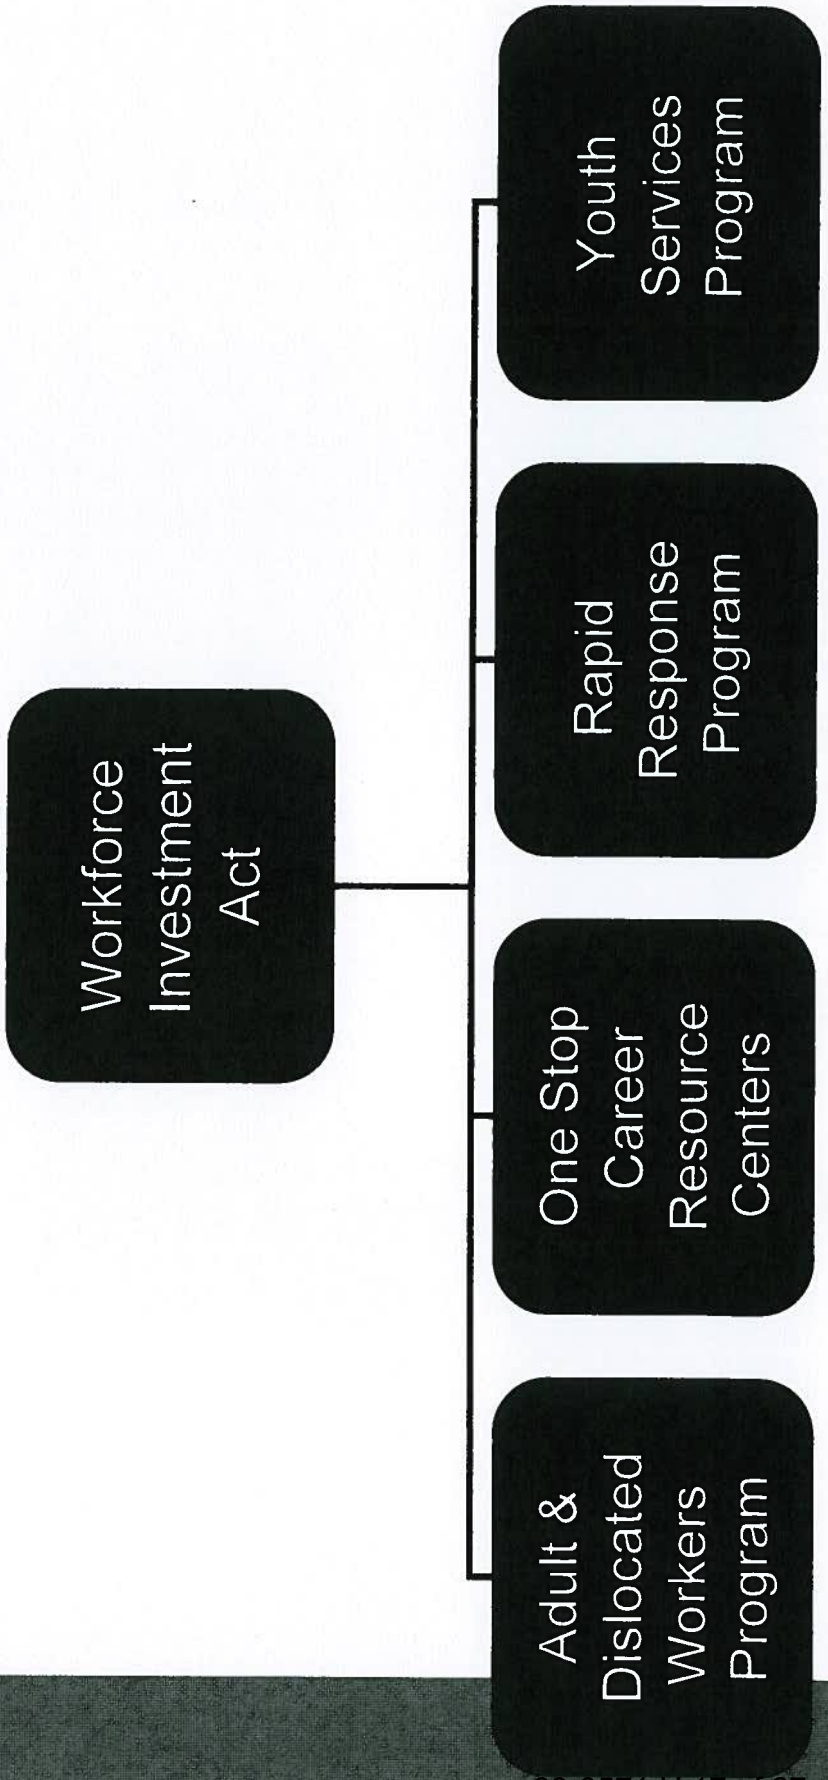 Workforce
Investment
Act
Adult &
Dislocated
Workers
Program
One Stop
Career
Resource
Centers
Rapid
Response
Program
Youth
Services
Program